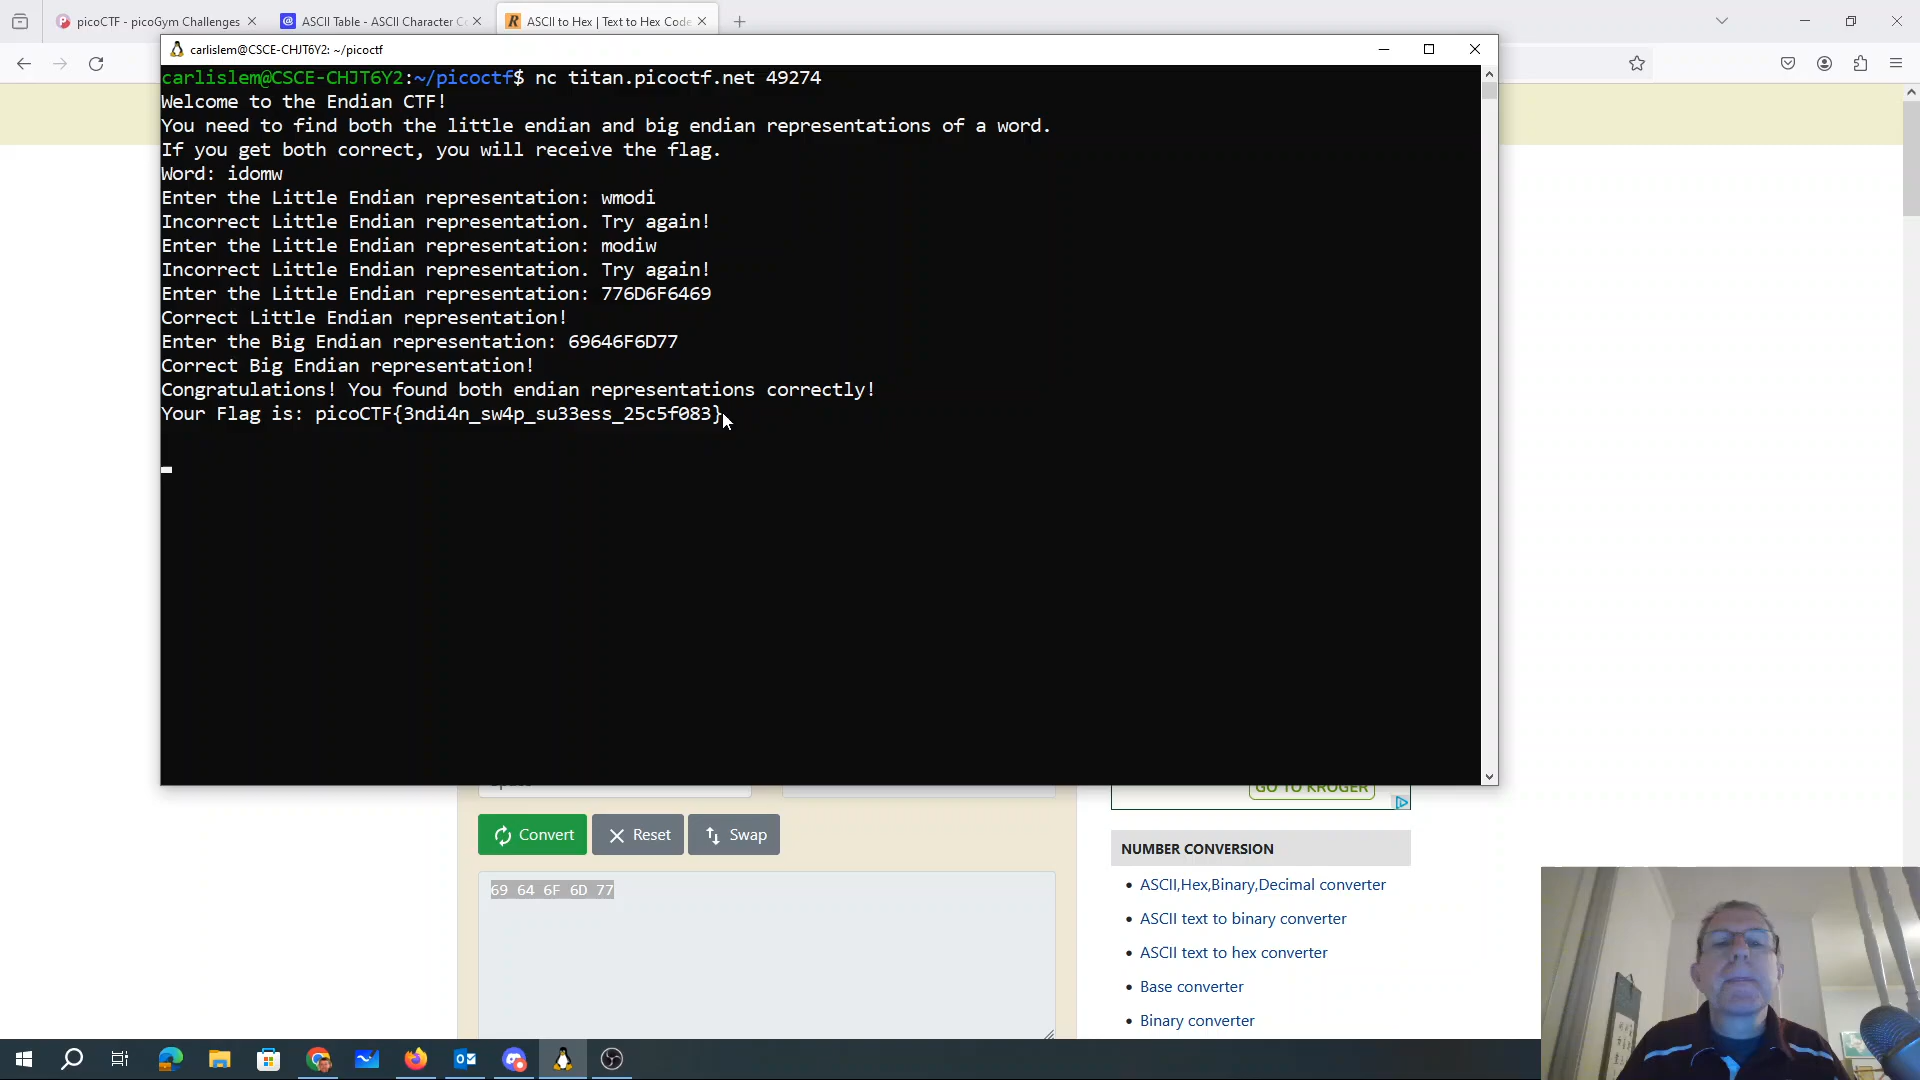 picoCTF - picoGym Challenges
ASCII Table - ASCII Character C
ASCII to Hex | Text to Hex Code
carlislem@CSCE-CHJT6Y2: ~/picoctf
carlislem@CSCE-CHJT6Y2:~/picoctf$ nc titan.picoctf.net 49274
Welcome to the Endian CTF!
You need to find both the little endian and big endian representations of a word.
If you get both correct, you will receive the flag.
Word: idomw
Enter the Little Endian representation: wmodi
Incorrect Little Endian representation. Try again!
Enter the Little Endian representation: modiw
Incorrect Little Endian representation. Try again!
Enter the Little Endian representation: 776D6F6469
Correct Little Endian representation!
Enter the Big Endian representation: 69646F6D77
Correct Big Endian representation!
Congratulations! You found both endian representations correctly!
Your Flag is: picoCTF{3ndi4n_sw4p_su33ess_25c5f083}
GO TO KROGER
Convert
Reset
Swap
69 64 6F 6D 77
NUMBER CONVERSION
ASCII,Hex,Binary,Decimal converter
ASCII text to binary converter
ASCII text to hex converter
Base converter
Binary converter